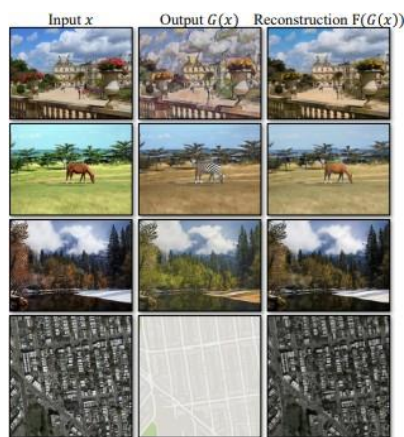 Input x
Output G(x)
Reconstruction F(G(x))